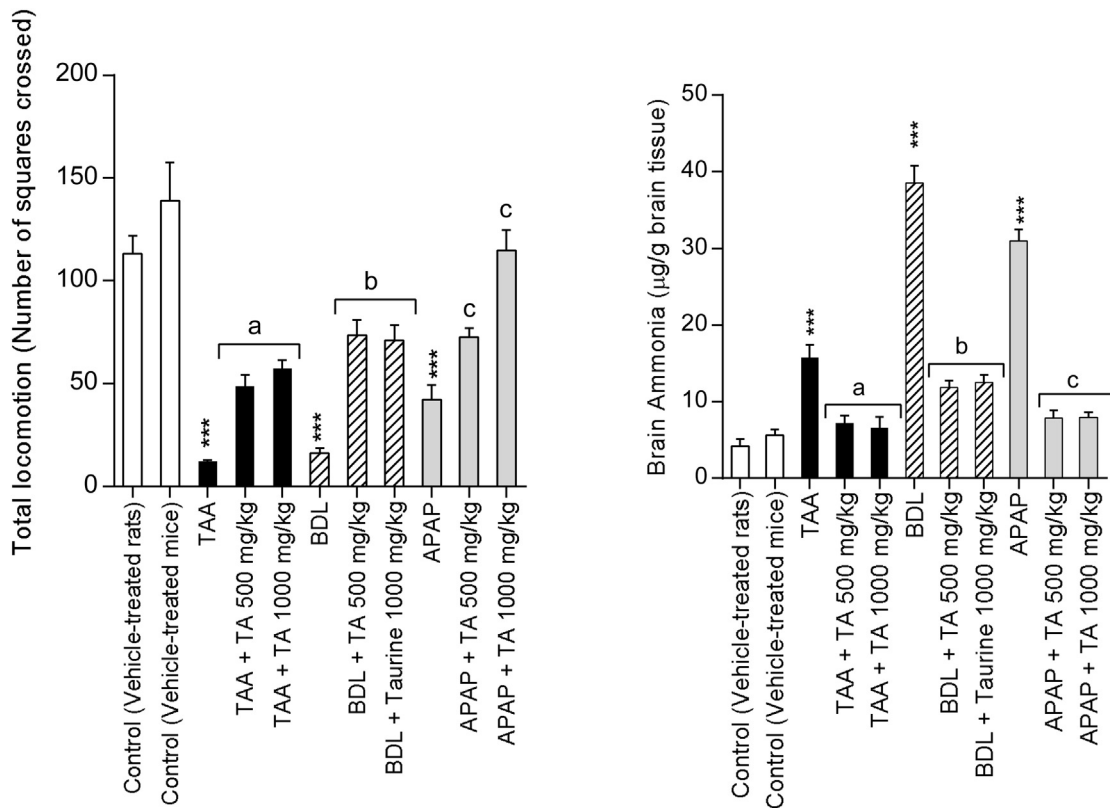 Total locomotion (Number of squares crossed)
200
150
100
50
0
***
a
***
b
***
c
c
Control (Vehicle-treated rats)
Control (Vehicle-treated mice)
TAA
TAA + TA 500 mg/kg
TAA + TA 1000 mg/kg
BDL
BDL + TA 500 mg/kg
BDL + Taurine 1000 mg/kg
APAP
APAP + TA 500 mg/kg
APAP + TA 1000 mg/kg
Brain Ammonia (µg/g brain tissue)
50
40
30
20
10
0
***
a
***
b
***
c
Control (Vehicle-treated rats)
Control (Vehicle-treated mice)
TAA
TAA + TA 500 mg/kg
TAA + TA 1000 mg/kg
BDL
BDL + TA 500 mg/kg
BDL + Taurine 1000 mg/kg
APAP
APAP + TA 500 mg/kg
APAP + TA 1000 mg/kg